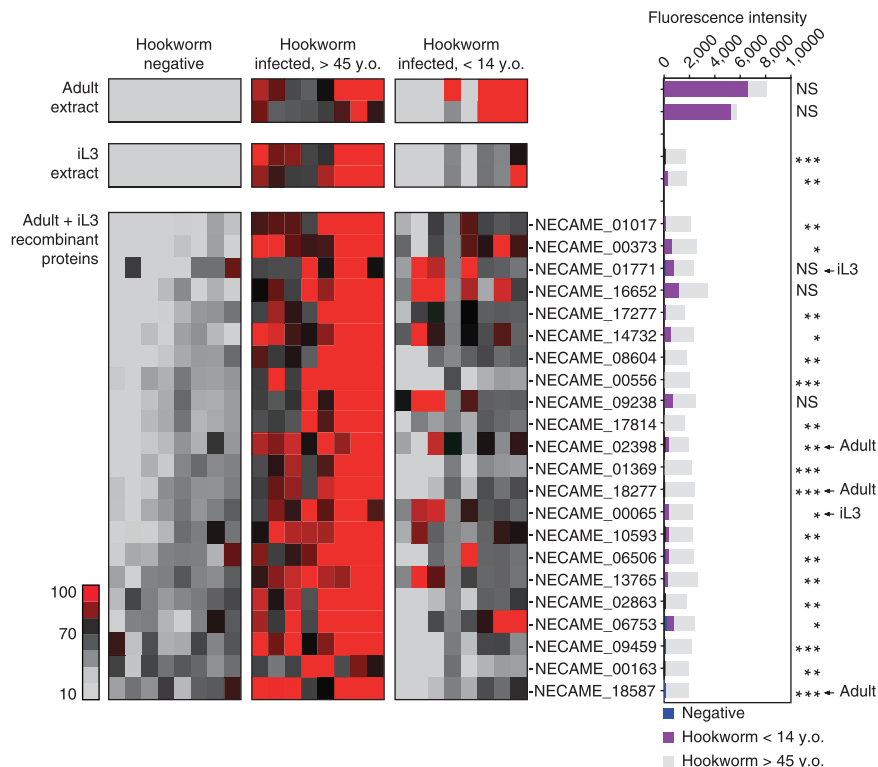 Fluorescence intensity
0
2,000
4,000
6,000
8,000
1,0000
Hookworm
negative
Hookworm
infected, > 45 y.o.
Hookworm
infected, < 14 y.o.
Adult
extract
NS
NS
iL3
extract
***
**
Adult + iL3
recombinant
proteins
NECAME_01017 **
NECAME_00373 *
NECAME_01771 NS iL3
NECAME_16652 NS
NECAME_17277 **
NECAME_14732 *
NECAME_08604 **
NECAME_00556 ***
NECAME_09238 NS
NECAME_17814 **
NECAME_02398 ** Adult
NECAME_01369 ***
NECAME_18277 *** Adult
NECAME_00065 * iL3
NECAME_10593 **
NECAME_06506 **
NECAME_13765 **
NECAME_02863 **
NECAME_06753 *
NECAME_09459 ***
NECAME_00163 **
NECAME_18587 *** Adult
100
70
10
Negative
Hookworm < 14 y.o.
Hookworm > 45 y.o.